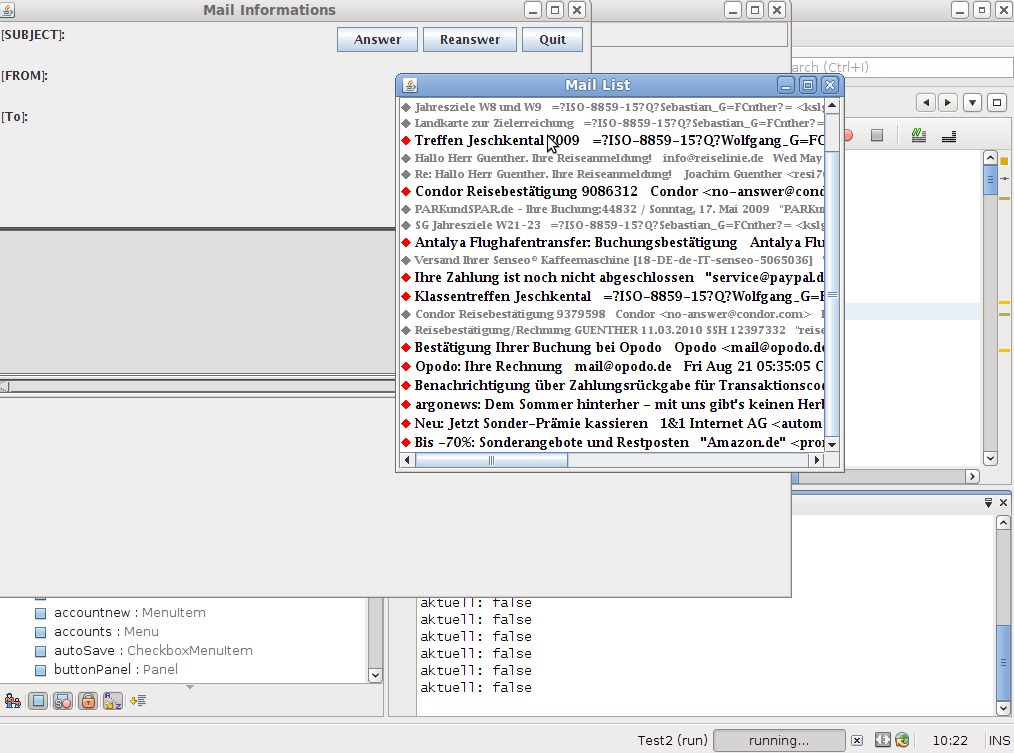 Mail Informations
[SUBJECT]:
Answer Reanswer Quit
[FROM]:
arch (Ctrl+I)
[To]:
Mail List
Jahresziele W8 und W9 =?ISO-8859-15?Q?Sebastian_G=FCnther?= <kslg
Landkarte zur Zielerreichung =?ISO-8859-15?Q?Sebastian_G=FCnther?=
Treffen Jeschkental 2009 =?ISO-8859-15?Q?Wolfgang_G=FC
Hallo Herr Guenther. Ihre Reiseanmeldung! info@reiselinie.de Wed May
Re: Hallo Herr Guenther. Ihre Reiseanmeldung! Joachim Guenther <resi70
Condor Reisebestätigung 9086312 Condor <no-answer@cond
PARKundSPAR.de - Ihre Buchung:44832 / Sonntag, 17. Mai 2009 "PARKu
SG Jahresziele W21-23 =?ISO-8859-15?Q?Sebastian_G=FCnther?= <kslg
Antalya Flughafentransfer: Buchungsbestätigung Antalya Flu
Versand Ihrer Senseo® Kaffeemaschine [18-DE-de-IT-senseo-5065036] "
Ihre Zahlung ist noch nicht abgeschlossen "service@paypal.d
Klassentreffen Jeschkental =?ISO-8859-15?Q?Wolfgang_G=F
Condor Reisebestätigung 9379598 Condor <no-answer@condor.com>
Reisebestätigung/Rechnung GUENTHER 11.03.2010 SSH 12397332 "reise
Bestätigung Ihrer Buchung bei Opodo Opodo <mail@opodo.de
Opodo: Ihre Rechnung mail@opodo.de Fri Aug 21 05:35:05 C
Benachrichtigung über Zahlungsrückgabe für Transaktionscod
argonews: Dem Sommer hinterher – mit uns gibt's keinen Herb
Neu: Jetzt Sonder-Prämie kassieren 1&1 Internet AG <autom
Bis -70%: Sonderangebote und Restposten "Amazon.de" <pro
accountnew : MenuItem
accounts : Menu
autoSave : CheckboxMenuItem
buttonPanel : Panel
aktuell: false
aktuell: false
aktuell: false
aktuell: false
aktuell: false
aktuell: false
Test2 (run) running... 10:22 INS